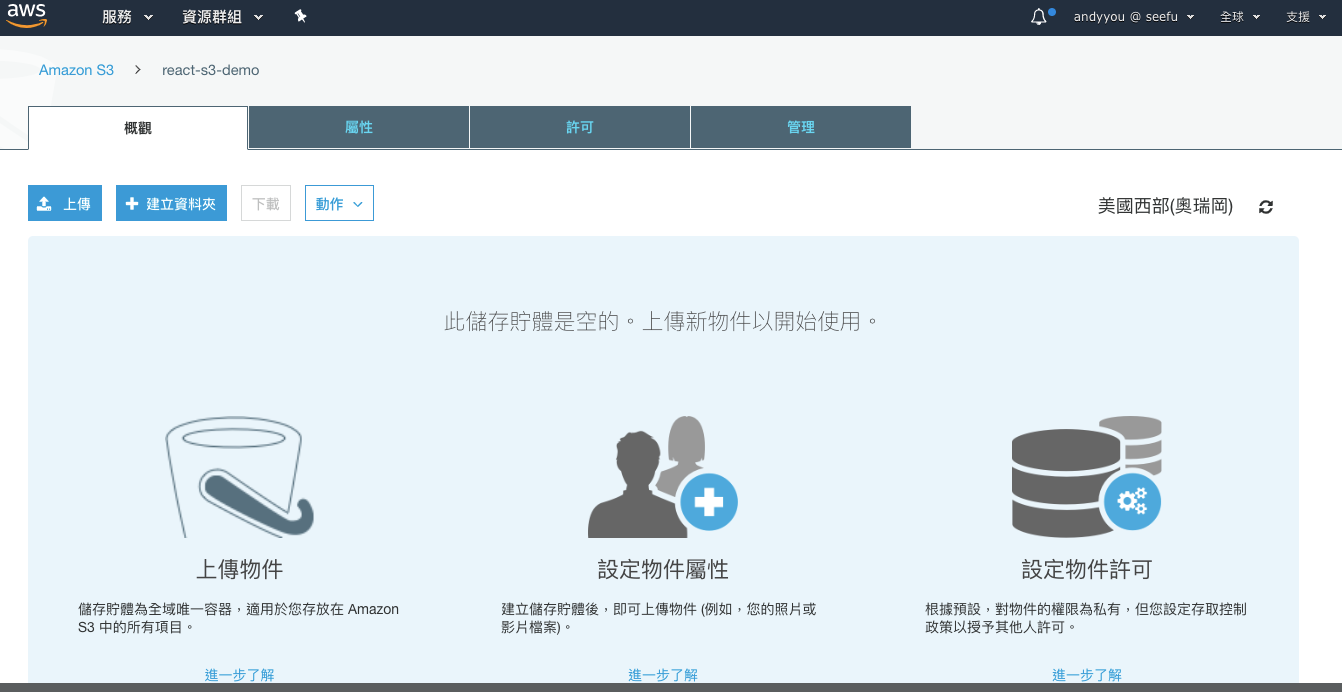 aws 服務 資源群組 andyyou @ seefu 全球 支援
Amazon S3 > react-s3-demo
概觀 屬性 許可 管理
上傳 建立資料夾 下載 動作 美國西部(奧瑞岡)
此儲存貯體是空的。上傳新物件以開始使用。
上傳物件 設定物件屬性 設定物件許可
儲存貯體為全域唯一容器，適用於您存放在 Amazon
S3 中的所有項目。
建立儲存貯體後，即可上傳物件 (例如，您的照片或
影片檔案)。
根據預設，對物件的權限為私有，但您設定存取控制
政策以授予其他人許可。
進一步了解 進一步了解 進一步了解